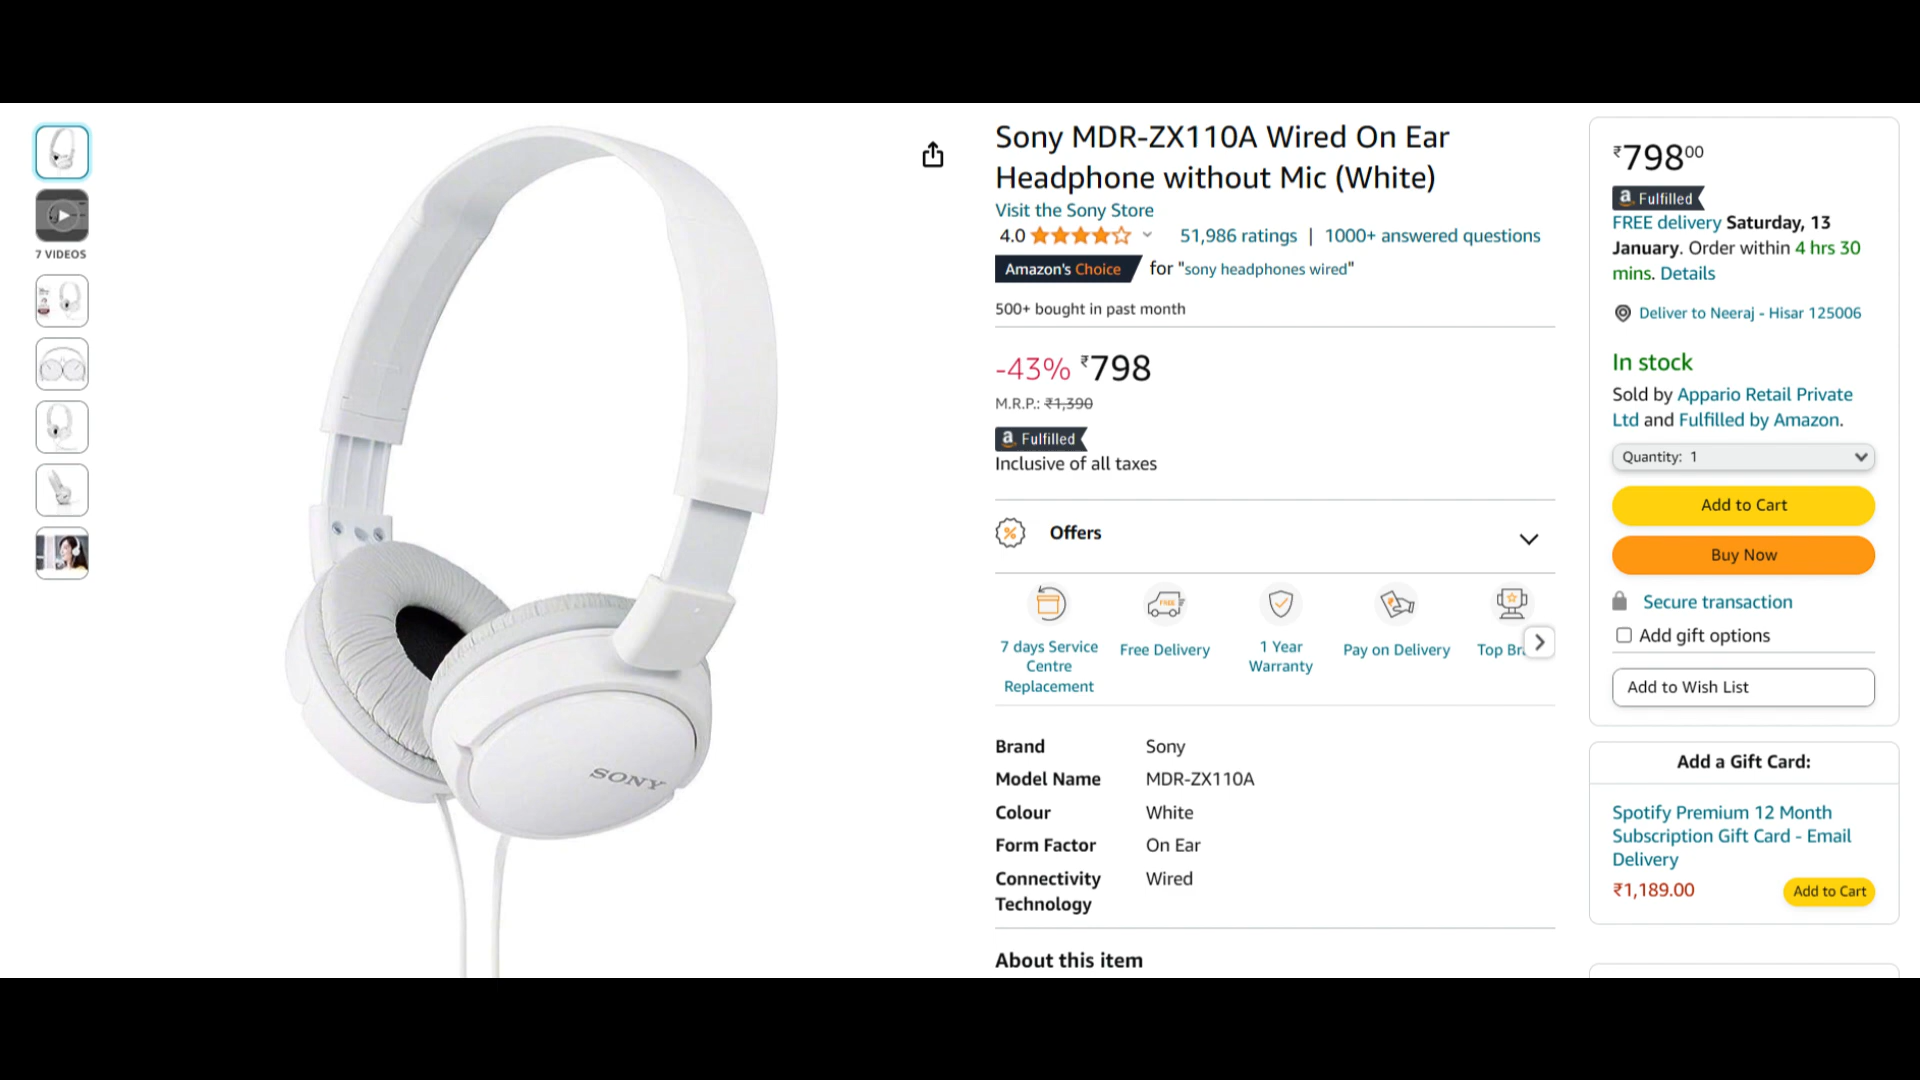 7 VIDEOS
SONY
Sony MDR-ZX110A Wired On Ear
Headphone without Mic (White)
Visit the Sony Store
4.0 51,986 ratings | 1000+ answered questions
Amazon's Choice for "sony headphones wired"
500+ bought in past month
-43% ₹798
M.R.P.: ₹1,390
a Fulfilled
Inclusive of all taxes
Offers
7 days Service
Centre
Replacement
FREE
Free Delivery
1 Year
Warranty
Pay on Delivery
Top Br
Brand Sony
Model Name MDR-ZX110A
Colour White
Form Factor On Ear
Connectivity Wired
Technology
About this item
₹79800
a Fulfilled
FREE delivery Saturday, 13
January. Order within 4 hrs 30
mins. Details
Deliver to Neeraj - Hisar 125006
In stock
Sold by Appario Retail Private
Ltd and Fulfilled by Amazon.
Quantity: 1
Add to Cart
Buy Now
Secure transaction
Add gift options
Add to Wish List
Add a Gift Card:
Spotify Premium 12 Month
Subscription Gift Card - Email
Delivery
₹1,189.00 Add to Cart